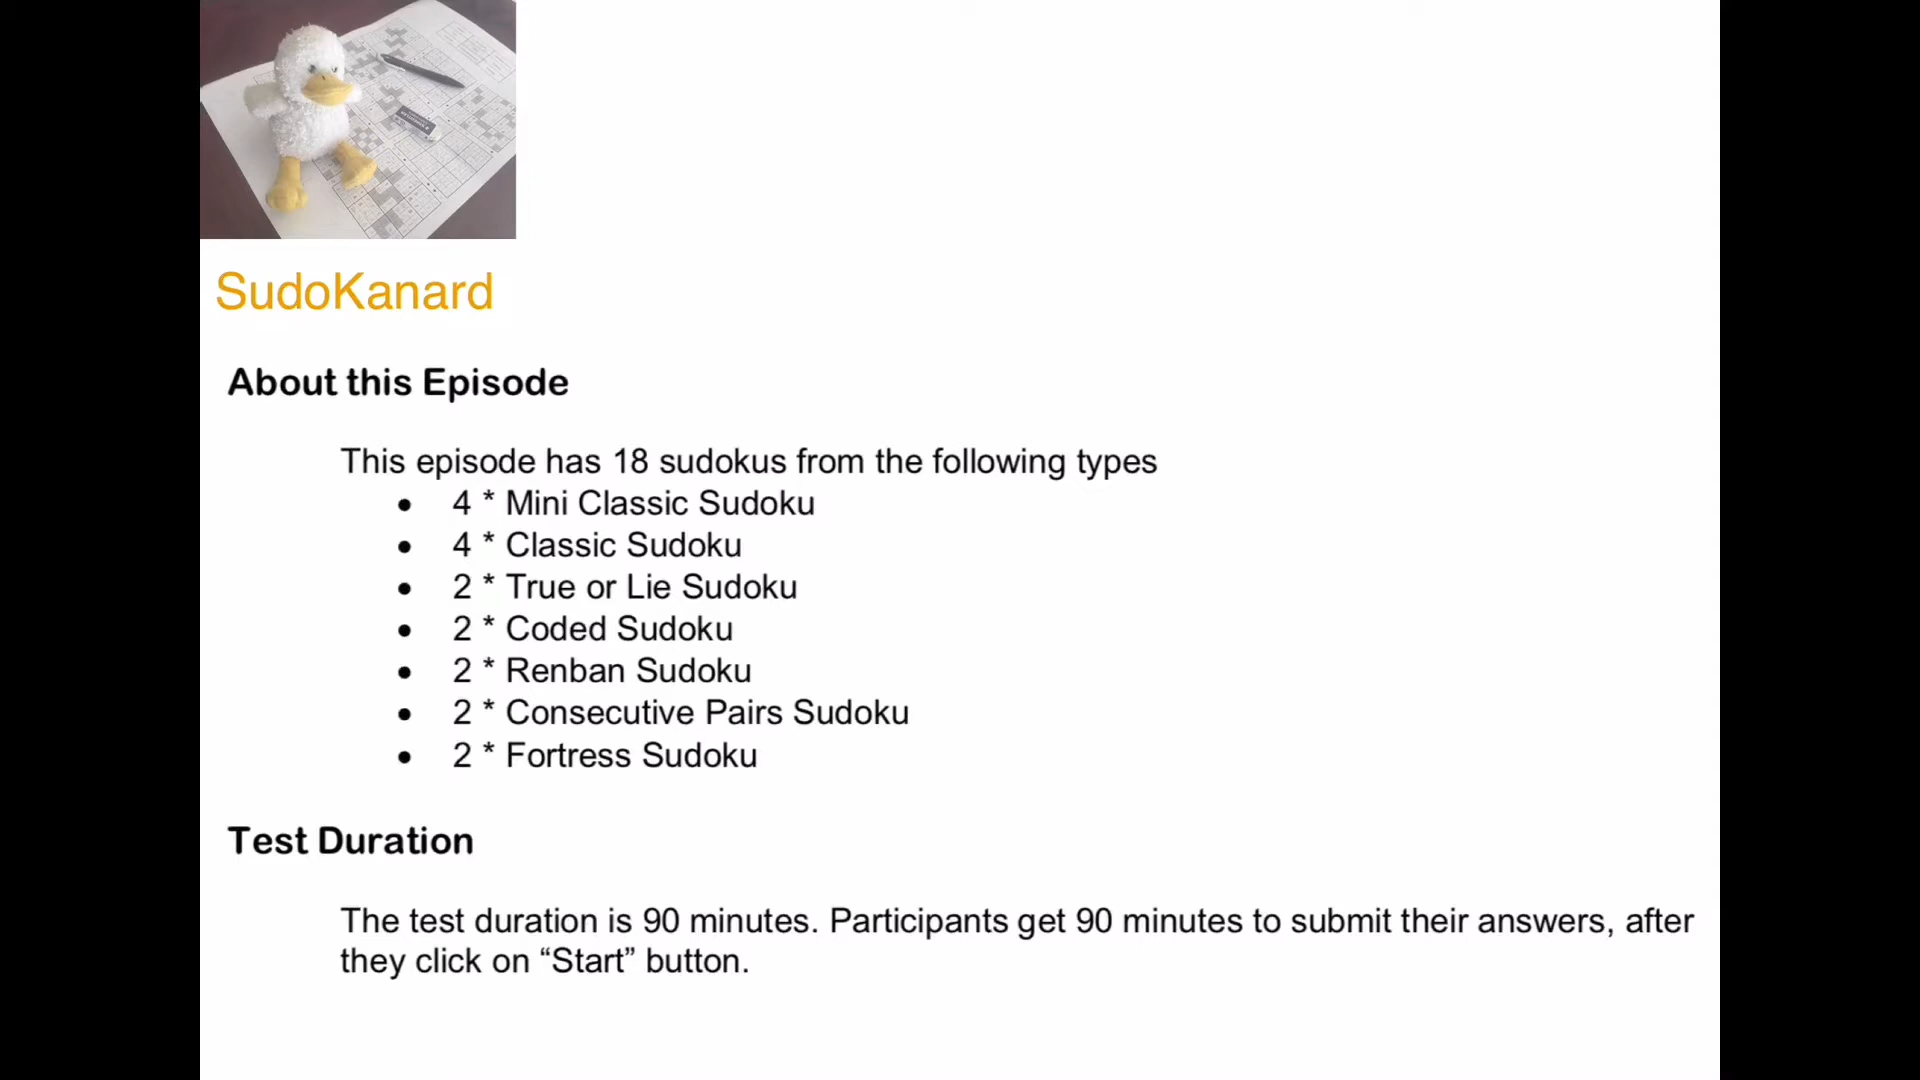 SudoKanard
About this Episode
This episode has 18 sudokus from the following types
• 4 * Mini Classic Sudoku
• 4 * Classic Sudoku
• 2 * True or Lie Sudoku
• 2 * Coded Sudoku
• 2 * Renban Sudoku
• 2 * Consecutive Pairs Sudoku
• 2 * Fortress Sudoku
Test Duration
The test duration is 90 minutes. Participants get 90 minutes to submit their answers, after
they click on “Start” button.